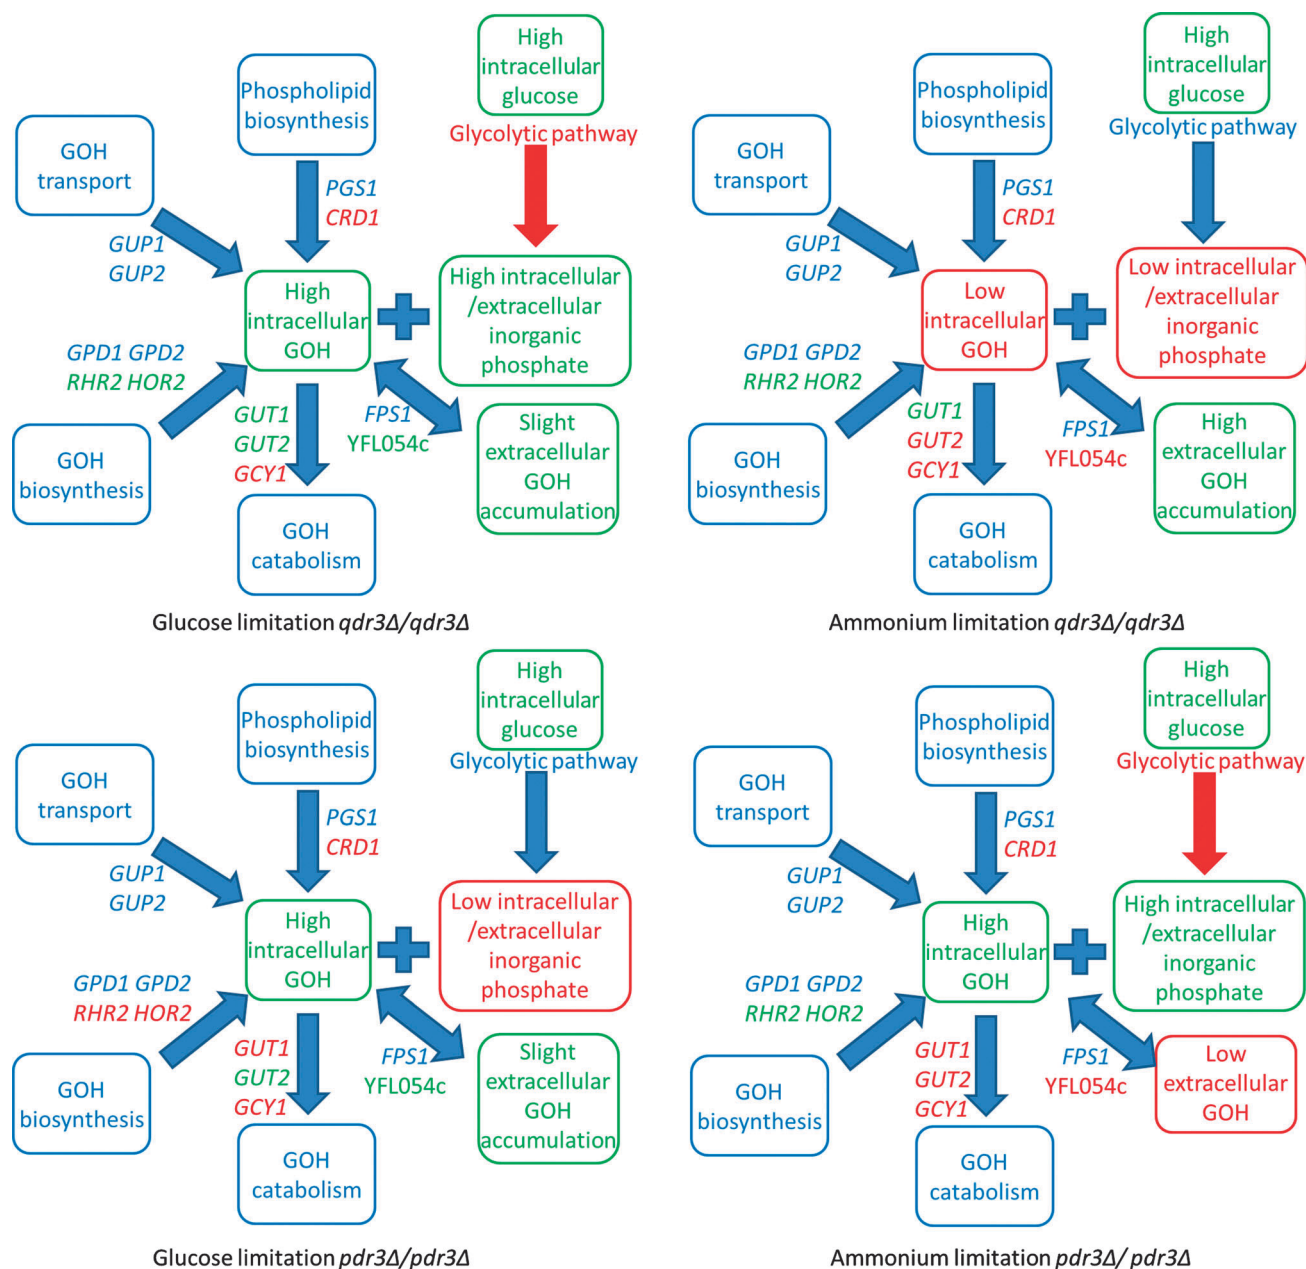 High
intracellular
glucose
Phospholipid
biosynthesis
Glycolytic pathway
GOH
transport
PGS1
CRD1
GUP1
GUP2
High
intracellular
GOH
High intracellular
/extracellular
inorganic
phosphate
GPD1 GPD2
RHR2 HOR2
GUT1
GUT2
GCY1
FPS1
YFL054c
Slight
extracellular
GOH
accumulation
GOH
biosynthesis
GOH
catabolism
Glucose limitation qdr3Δ/qdr3Δ
High
intracellular
glucose
Phospholipid
biosynthesis
Glycolytic pathway
GOH
transport
PGS1
CRD1
GUP1
GUP2
Low
intracellular
GOH
Low intracellular
/extracellular
inorganic
phosphate
GPD1 GPD2
RHR2 HOR2
GUT1
GUT2
GCY1
FPS1
YFL054c
High
extracellular
GOH
accumulation
GOH
biosynthesis
GOH
catabolism
Ammonium limitation qdr3Δ/qdr3Δ
High
intracellular
glucose
Phospholipid
biosynthesis
Glycolytic pathway
GOH
transport
PGS1
CRD1
GUP1
GUP2
High
intracellular
GOH
Low intracellular
/extracellular
inorganic
phosphate
GPD1 GPD2
RHR2 HOR2
GUT1
GUT2
GCY1
FPS1
YFL054c
Slight
extracellular
GOH
accumulation
GOH
biosynthesis
GOH
catabolism
Glucose limitation pdr3Δ/pdr3Δ
High
intracellular
glucose
Phospholipid
biosynthesis
Glycolytic pathway
GOH
transport
PGS1
CRD1
GUP1
GUP2
High
intracellular
GOH
High intracellular
/extracellular
inorganic
phosphate
GPD1 GPD2
RHR2 HOR2
GUT1
GUT2
GCY1
FPS1
YFL054c
Low
extracellular
GOH
GOH
biosynthesis
GOH
catabolism
Ammonium limitation pdr3Δ/ pdr3Δ